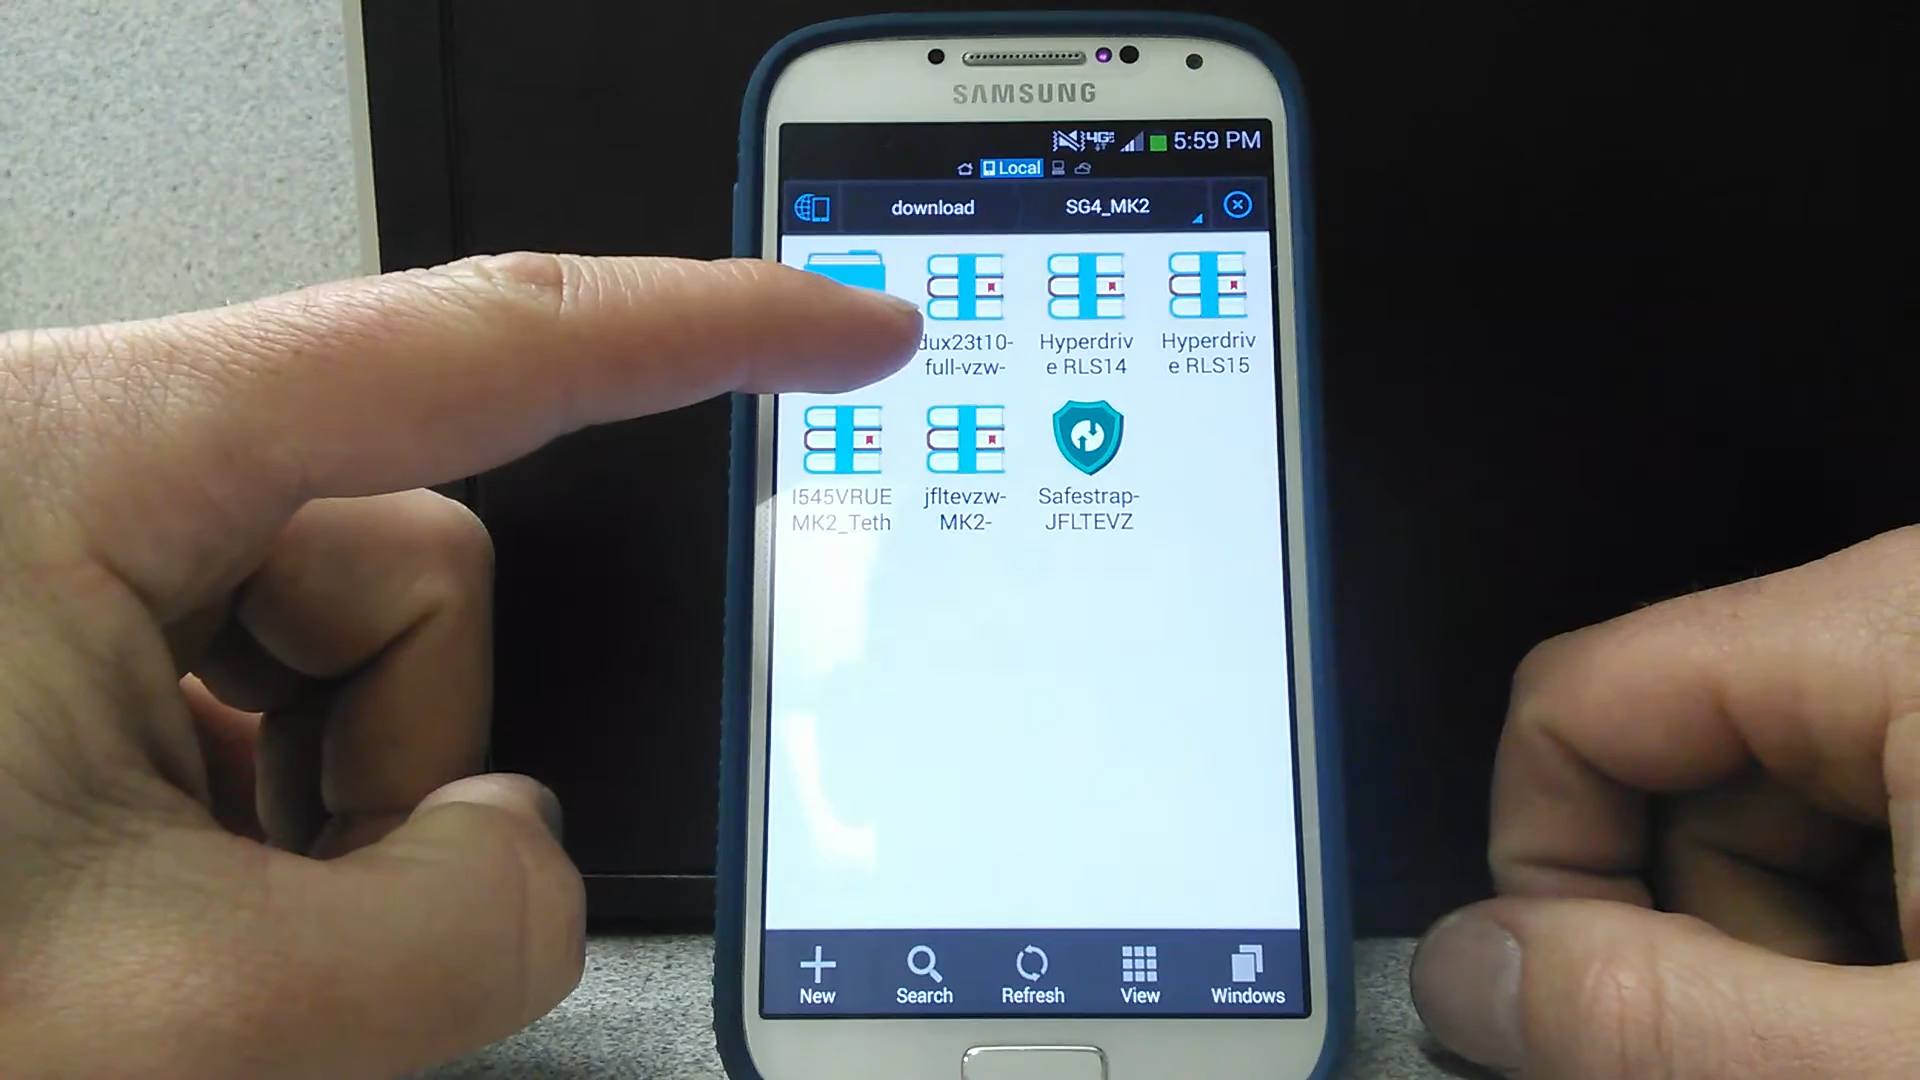 SAMSUNG
4G 5:59 PM
Local
download SG4_MK2
dux23t10-
full-vzw-
Hyperdriv
e RLS14
Hyperdriv
e RLS15
I545VRUE
MK2_Teth
jfltevzw-
MK2-
Safestrap-
JFLTEVZ
New Search Refresh View Windows